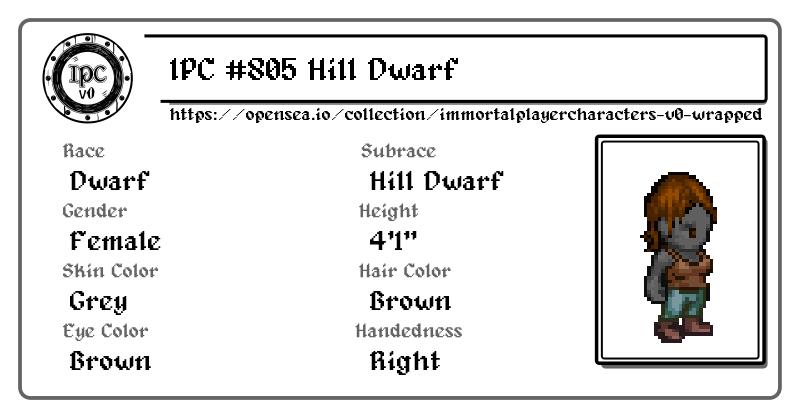 IPC v0
IPC #805 Hill Dwarf
https://opensea.io/collection/immortalplayercharacters-v0-wrapped
Race
Dwarf
Subrace
Hill Dwarf
Gender
Female
Height
4'1"
Skin Color
Grey
Hair Color
Brown
Eye Color
Brown
Handedness
Right